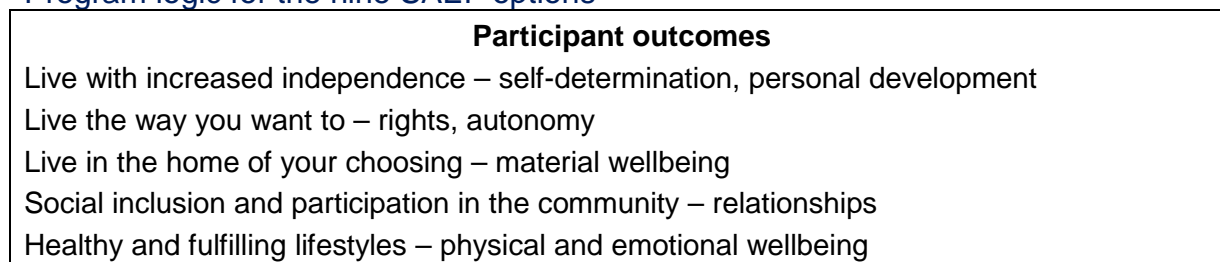 Program logic for the nine SAEF options
Participant outcomes
Live with increased independence – self-determination, personal development
Live the way you want to – rights, autonomy
Live in the home of your choosing – material wellbeing
Social inclusion and participation in the community – relationships
Healthy and fulfilling lifestyles – physical and emotional wellbeing